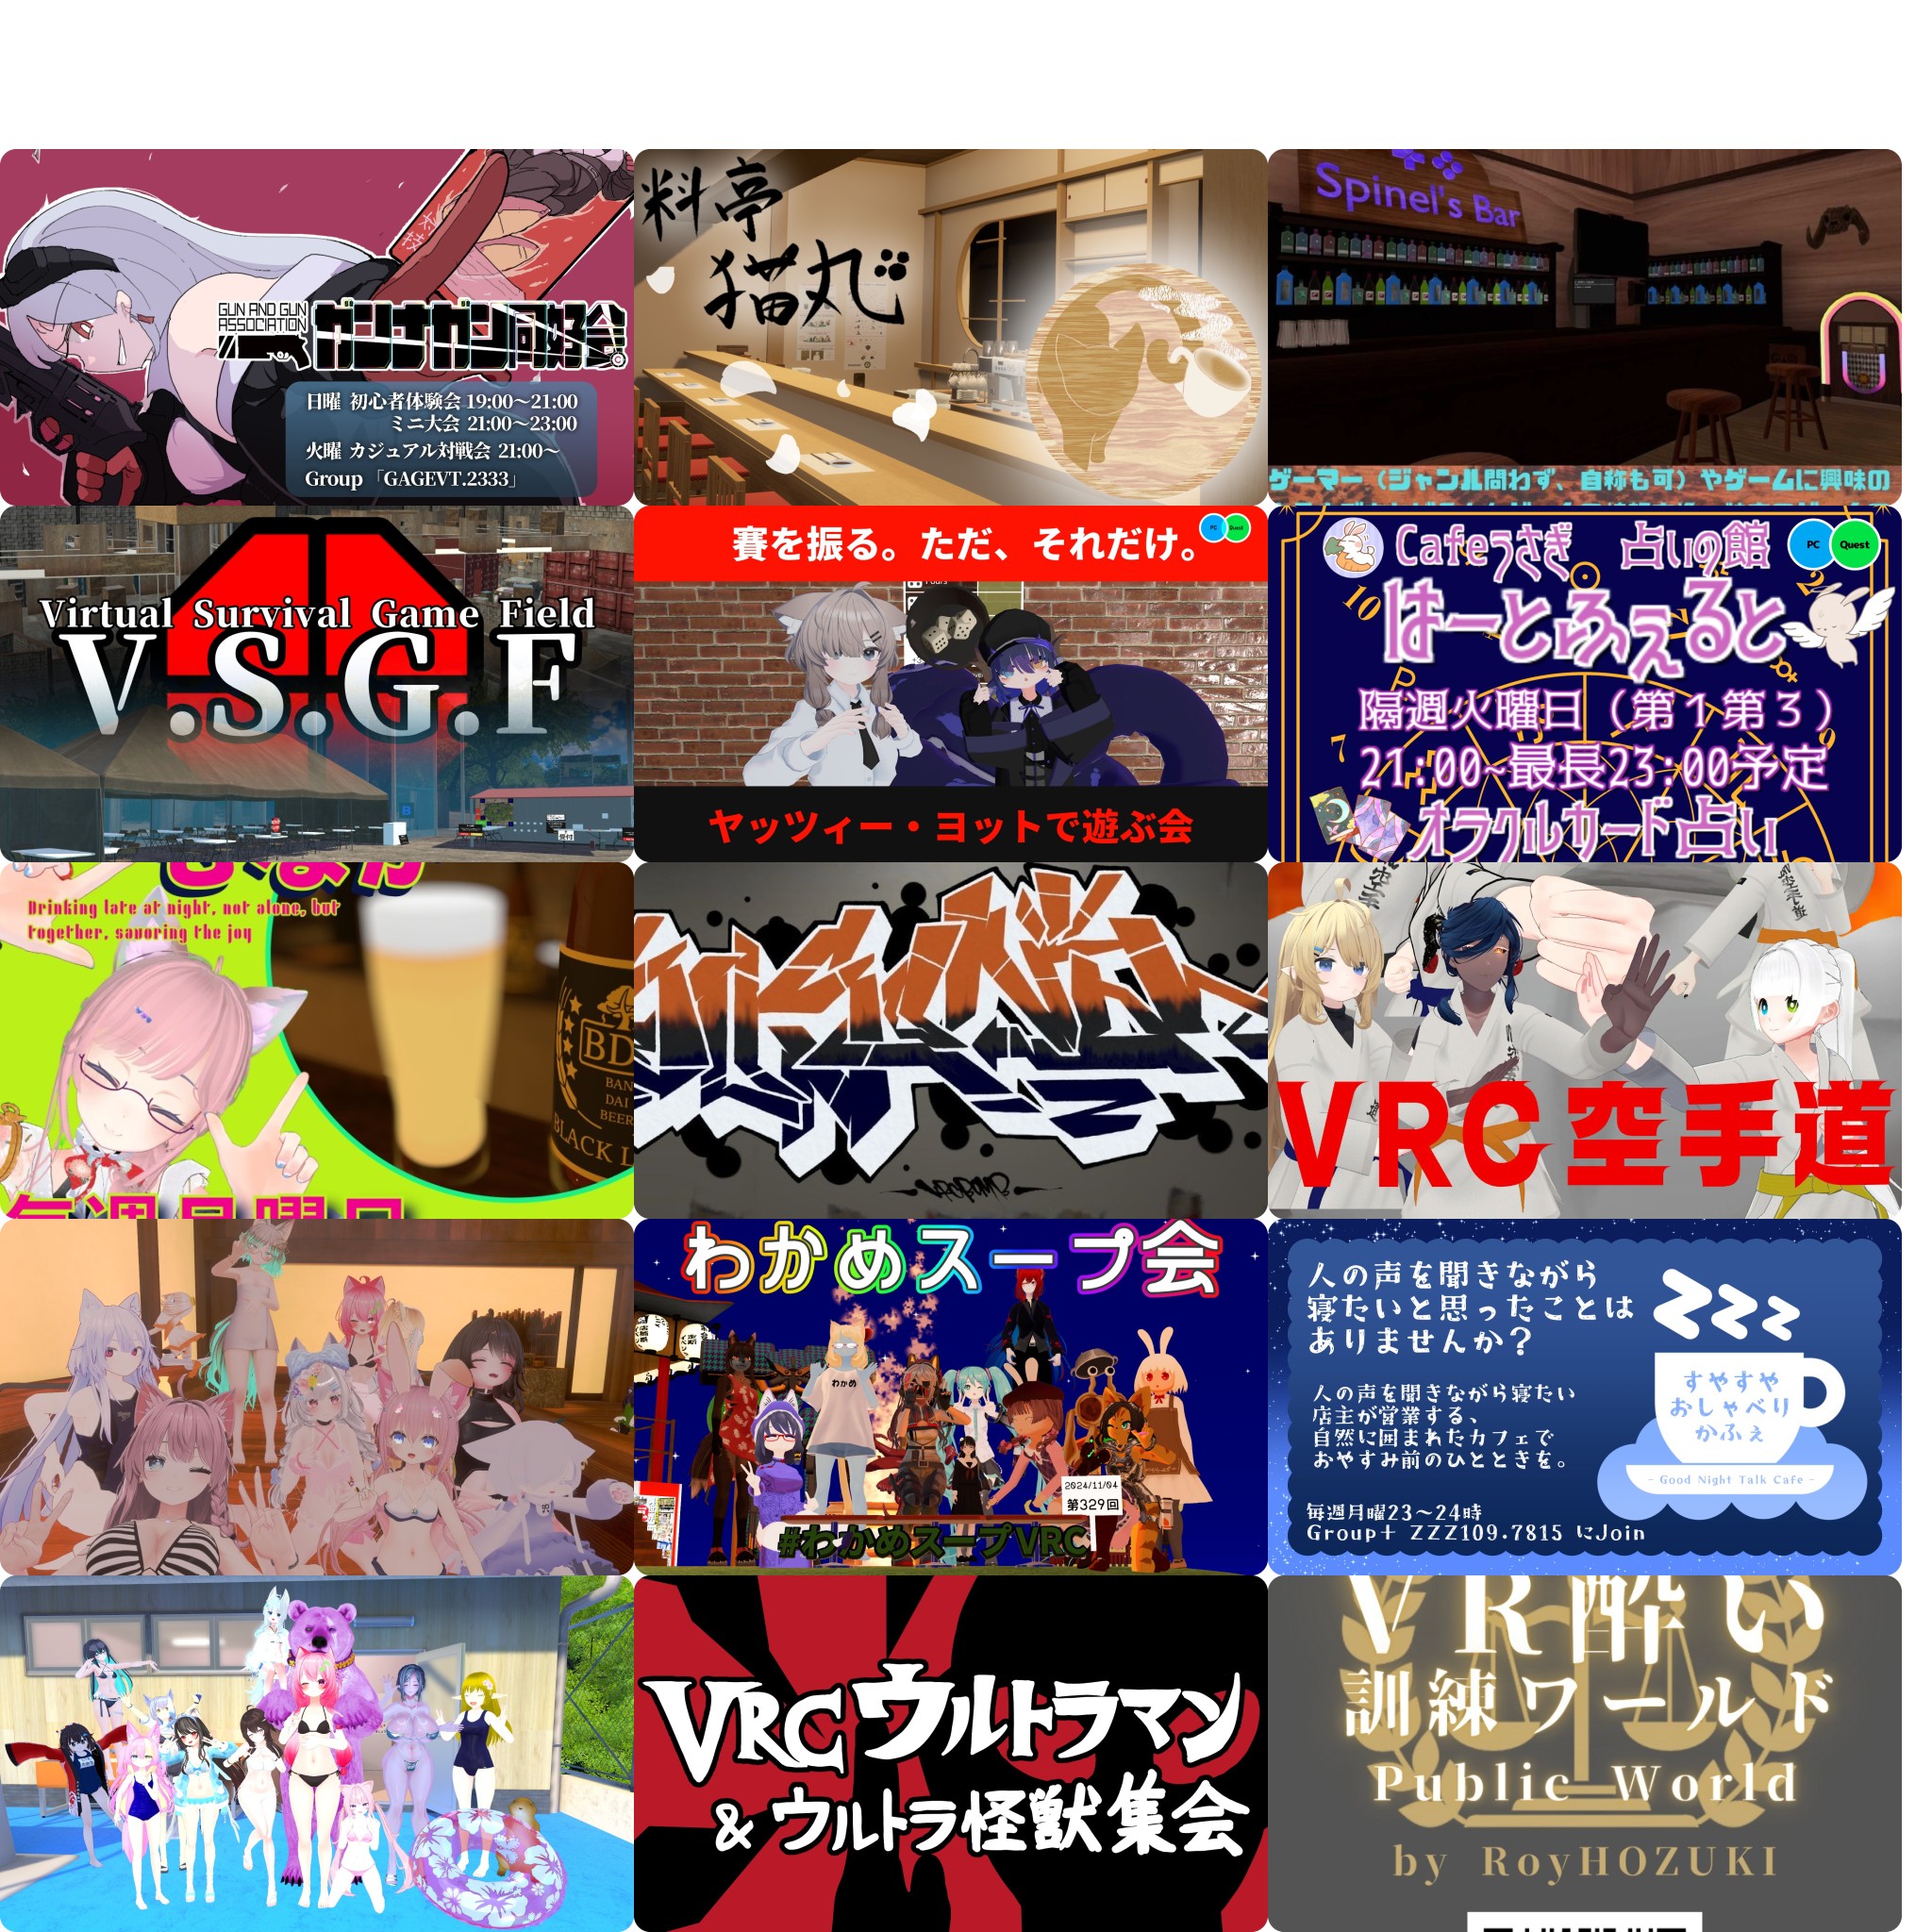 GUN AND GUN
ASSOCIATION
ガンナガン同好会
日曜 初心者体験会 19:00〜21:00
ミニ大会 21:00〜23:00
火曜 カジュアル対戦会 21:00〜
Group「GAGEVT.2333」
料亭
猫丸
Spinel's Bar
ゲーマー（ジャンル問わず、自称も可）やゲームに興味の
Virtual Survival Game Field
V.S.G.F
賽を振る。ただ、それだけ。
PC Quest
ヤッツィー・ヨットで遊ぶ会
Cafeうさぎ 占いの館
PC Quest
はーとふぇると
隔週火曜日（第１第３）
21:00~最長23:00予定
オラクルカード占い
Drinking late at night, not alone, but
together, savoring the joy
毎週月曜日
VRC空手道
わかめスープ会
わかめ
2024/11/04
第329回
#わかめスープVRC
人の声を聞きながら
寝たいと思ったことは
ありませんか？
zzz
すやすや
おしゃべり
かふぇ
- Good Night Talk Cafe -
人の声を聞きながら寝たい
店主が営業する、
自然に囲まれたカフェで
おやすみ前のひとときを。
毎週月曜23〜24時
Group＋ ZZZ109.7815 にJoin
VRCウルトラマン
&ウルトラ怪獣集会
VR酔い
訓練ワールド
Public World
by RoyHOZUKI